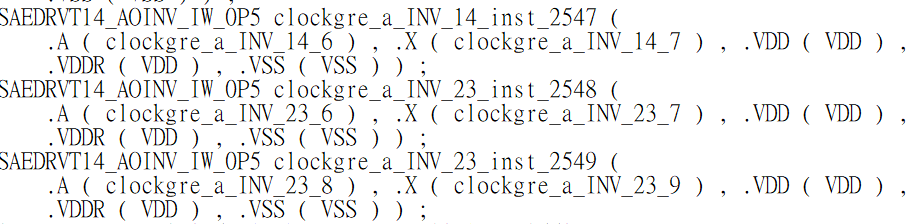 SAEDRVT14_AOINV_IW_0P5 clockgre_a_INV_14_inst_2547 (
.A ( clockgre_a_INV_14_6 ) , .X ( clockgre_a_INV_14_7 ) , .VDD ( VDD ) ,
.VDDR ( VDD ) , .VSS ( VSS ) ) ;
SAEDRVT14_AOINV_IW_0P5 clockgre_a_INV_23_inst_2548 (
.A ( clockgre_a_INV_23_6 ) , .X ( clockgre_a_INV_23_7 ) , .VDD ( VDD ) ,
.VDDR ( VDD ) , .VSS ( VSS ) ) ;
SAEDRVT14_AOINV_IW_0P5 clockgre_a_INV_23_inst_2549 (
.A ( clockgre_a_INV_23_8 ) , .X ( clockgre_a_INV_23_9 ) , .VDD ( VDD ) ,
.VDDR ( VDD ) , .VSS ( VSS ) ) ;